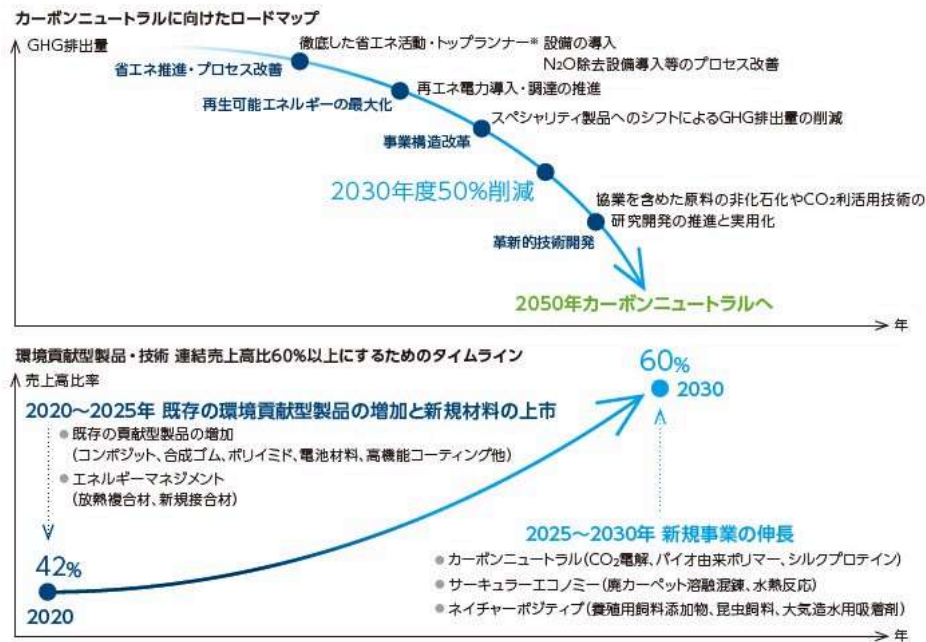 カーボンニュートラルに向けたロードマップ
GHG排出量
徹底した省エネ活動・トップランナー※ 設備の導入
N2O除去設備導入等のプロセス改善
省エネ推進・プロセス改善
再エネ電力導入・調達の推進
再生可能エネルギーの最大化
スペシャリティ製品へのシフトによるGHG排出量の削減
事業構造改革
2030年度50%削減
協業を含めた原料の非化石化やCO2利活用技術の
研究開発の推進と実用化
革新的技術開発
2050年カーボンニュートラルへ
年
環境貢献型製品・技術 連結売上高比60%以上にするためのタイムライン
売上高比率
60%
2030
2020〜2025年 既存の環境貢献型製品の増加と新規材料の上市
●既存の貢献型製品の増加
(コンポジット、合成ゴム、ポリイミド、電池材料、高機能コーティング他)
●エネルギーマネジメント
(放熱複合材、新規接合材)
2025〜2030年 新規事業の伸長
●カーボンニュートラル(CO2電解、バイオ由来ポリマー、シルクプロテイン)
●サーキュラーエコノミー(廃カーペット溶融混錬、水熱反応)
●ネイチャーポジティブ(養殖用飼料添加物、昆虫飼料、大気造水用吸着剤)
42%
2020
年